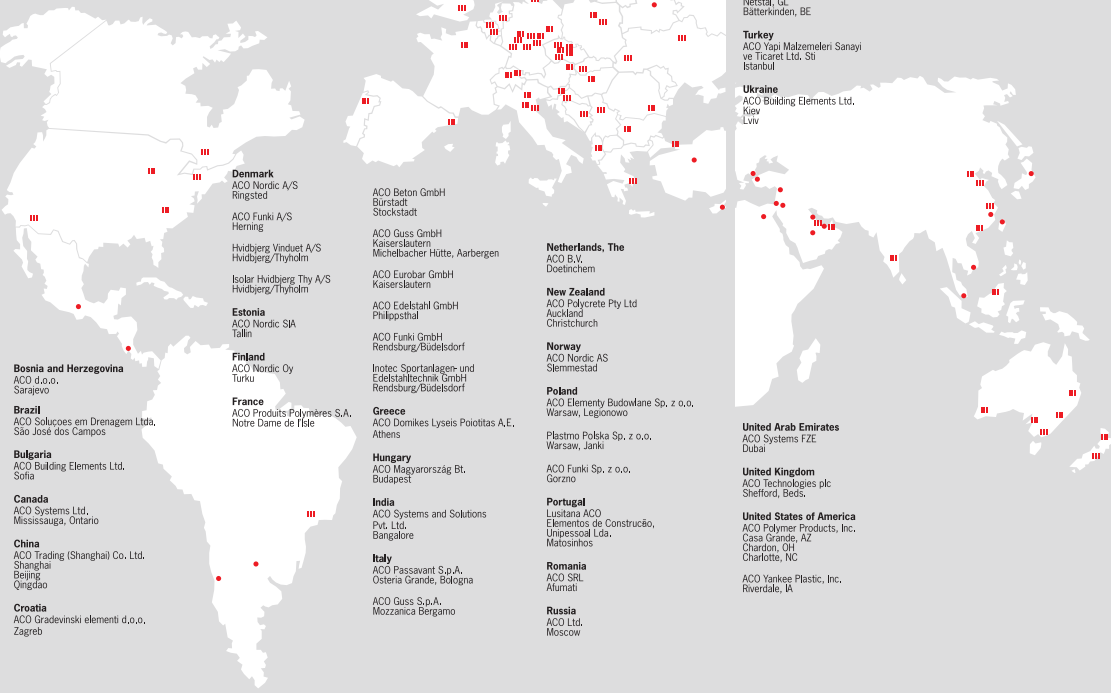 Bosnia and Herzegovina
ACO d.o.o.
Sarajevo
Brazil
ACO Soluçoes em Drenagem Ltda.
São José dos Campos
Bulgaria
ACO Building Elements Ltd.
Sofia
Canada
ACO Systems Ltd.
Mississauga, Ontario
China
ACO Trading (Shanghai) Co. Ltd.
Shanghai
Beijing
Qingdao
Croatia
ACO Gradevinski elementi d.o.o.
Zagreb
Denmark
ACO Nordic A/S
Ringsted
ACO Funki A/S
Herning
Hvidbjerg Vinduet A/S
Hvidbjerg/Thyholm
Isolar Hvidbjerg Thy A/S
Hvidbjerg/Thyholm
Estonia
ACO Nordic SIA
Tallin
Finland
ACO Nordic Oy
Turku
France
ACO Produits Polymères S.A.
Notre Dame de l'Isle
ACO Beton GmbH
Bürstadt
Stockstadt
ACO Guss GmbH
Kaiserslautern
Michelbacher Hütte, Aarbergen
ACO Eurobar GmbH
Kaiserslautern
ACO Edelstahl GmbH
Philippsthal
ACO Funki GmbH
Rendsburg/Büdelsdorf
Inotec Sportanlagen- und
Edelstahltechnik GmbH
Rendsburg/Büdelsdorf
Greece
ACO Domikes Lyseis Poiotitas A.E.
Athens
Hungary
ACO Magyarország Bt.
Budapest
India
ACO Systems and Solutions
Pvt. Ltd.
Bangalore
Italy
ACO Passavant S.p.A.
Osteria Grande, Bologna
ACO Guss S.p.A.
Mozzanica Bergamo
Netherlands, The
ACO B.V.
Doetinchem
New Zealand
ACO Polycrete Pty Ltd
Auckland
Christchurch
Norway
ACO Nordic AS
Slemmestad
Poland
ACO Elementy Budowlane Sp. z o.o.
Warsaw, Legionowo
Plastmo Polska Sp. z o.o.
Warsaw, Janki
ACO Funki Sp. z o.o.
Gorzno
Portugal
Lusitana ACO
Elementos de Construcão,
Unipessoal Lda.
Matosinhos
Romania
ACO SRL
Afumati
Russia
ACO Ltd.
Moscow
Netstal, GL
Bätterkinden, BE
Turkey
ACO Yapi Malzemeleri Sanayi
ve Ticaret Ltd. Sti
Istanbul
Ukraine
ACO Building Elements Ltd.
Kiev
Lviv
United Arab Emirates
ACO Systems FZE
Dubai
United Kingdom
ACO Technologies plc
Shefford, Beds.
United States of America
ACO Polymer Products, Inc.
Casa Grande, AZ
Chardon, OH
Charlotte, NC
ACO Yankee Plastic, Inc.
Riverdale, IA